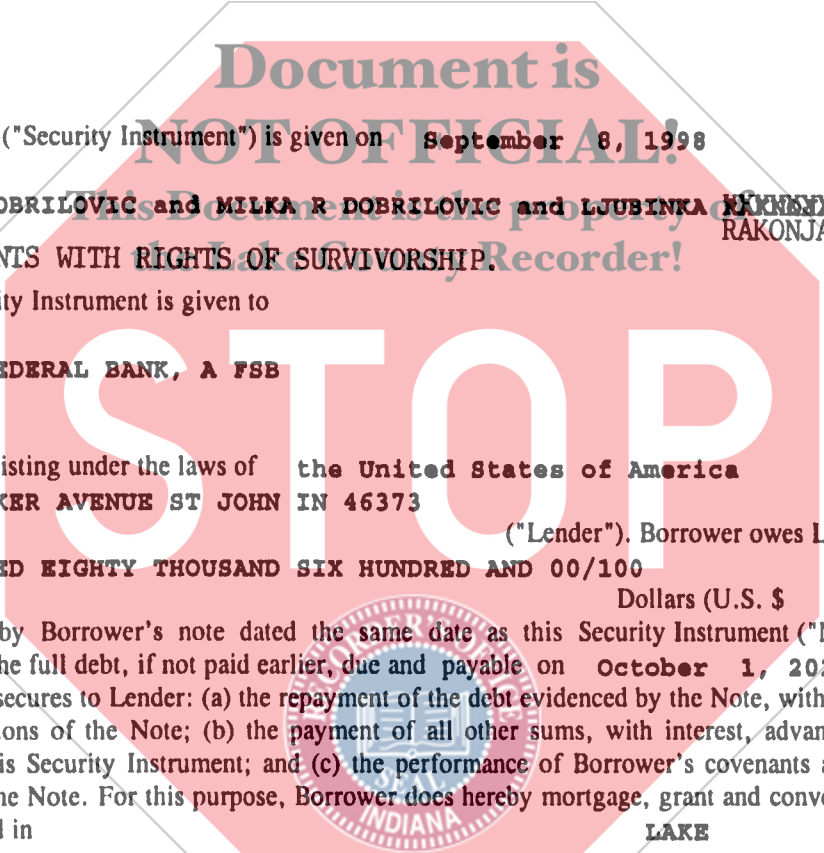 Document is
NOT OFFICIAL!
("Security Instrument") is given on September 8, 1998
This Document is the property of
OBRILOVIC and MILKA R DOBRILOVIC and LJUBINKA
RAKONJA
NTS WITH RIGHTS OF SURVIVORSHIP.
the Lake County Recorder!
ity Instrument is given to
EDERAL BANK, A FSB
STOP
isting under the laws of the United States of America
KER AVENUE ST JOHN IN 46373
("Lender"). Borrower owes L
ED EIGHTY THOUSAND SIX HUNDRED AND 00/100
Dollars (U.S. $
by Borrower's note dated the same date as this Security Instrument ("N
he full debt, if not paid earlier, due and payable on October 1, 202
secures to Lender: (a) the repayment of the debt evidenced by the Note, with
ions of the Note; (b) the payment of all other sums, with interest, advan
is Security Instrument; and (c) the performance of Borrower's covenants a
he Note. For this purpose, Borrower does hereby mortgage, grant and conve
d in LAKE
RECORDER OF
SEAL
INDIANA